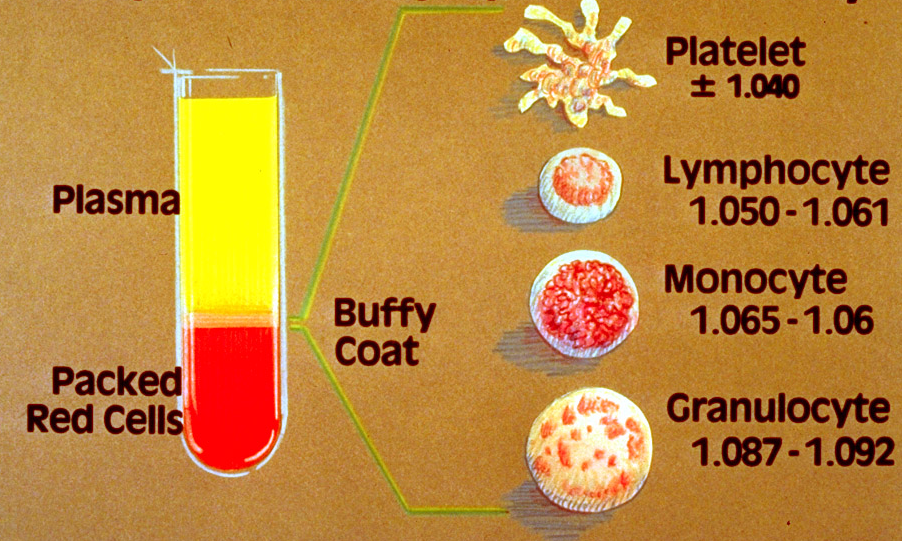 Plasma
Packed
Red Cells
Buffy
Coat
Platelet
± 1.040
Lymphocyte
1.050 - 1.061
Monocyte
1.065 - 1.06
Granulocyte
1.087 - 1.092